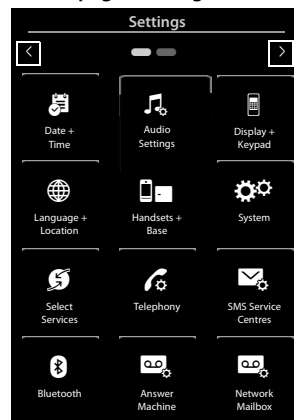 Settings
Date +
Time
Audio
Settings
Display +
Keypad
Language +
Location
Handsets +
Base
System
Select
Services
Telephony
SMS Service
Centres
Bluetooth
Answer
Machine
Network
Mailbox